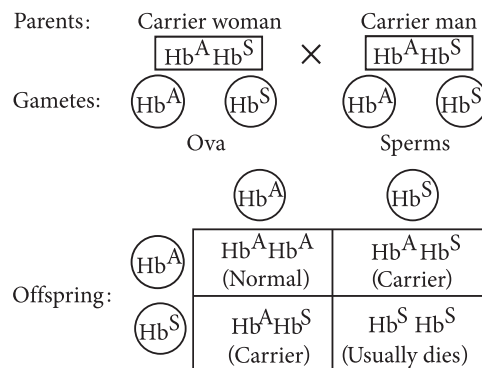 Parents: Carrier woman Carrier man
Hb^A Hb^S × Hb^A Hb^S
Gametes: Hb^A Hb^S Hb^A Hb^S
Ova Sperms
Hb^A Hb^S
Hb^A Hb^A Hb^A Hb^S
Hb^A (Normal) (Carrier)
Offspring:
Hb^S Hb^A Hb^S Hb^S Hb^S
(Carrier) (Usually dies)